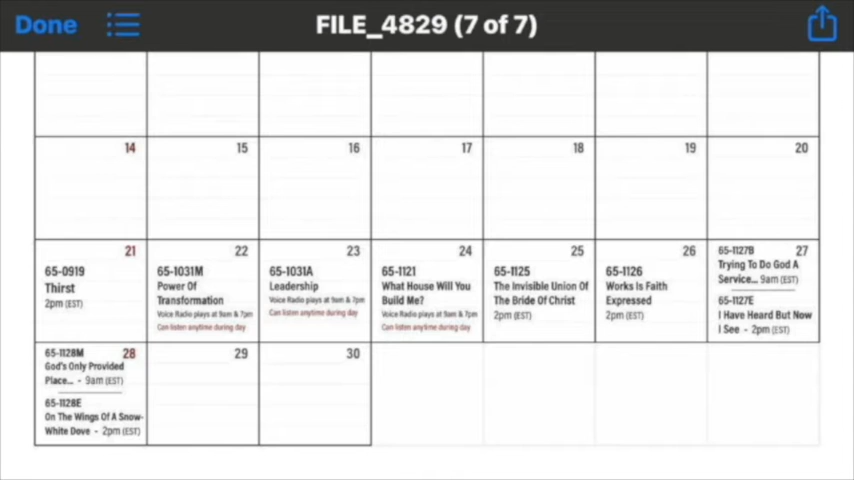 Done
FILE_4829 (7 of 7)
14
15
16
17
18
19
20
21
65-0919
Thirst
2pm (EST)
22
65-1031M
Power Of
Transformation
Voice Radio plays at 9am & 7pm
Can listen anytime during day
23
65-1031A
Leadership
Voice Radio plays at 9am & 7pm
Can listen anytime during day
24
65-1121
What House Will You
Build Me?
Voice Radio plays at 9am & 7pm
Can listen anytime during day
25
65-1125
The Invisible Union Of
The Bride Of Christ
2pm (EST)
26
65-1126
Works Is Faith
Expressed
2pm (EST)
65-1127B 27
Trying To Do God A
Service... 9am (EST)
65-1127E
I Have Heard But Now
I See - 2pm (EST)
65-1128M 28
God's Only Provided
Place... - 9am (EST)
65-1128E
On The Wings Of A Snow-
White Dove - 2pm (EST)
29
30